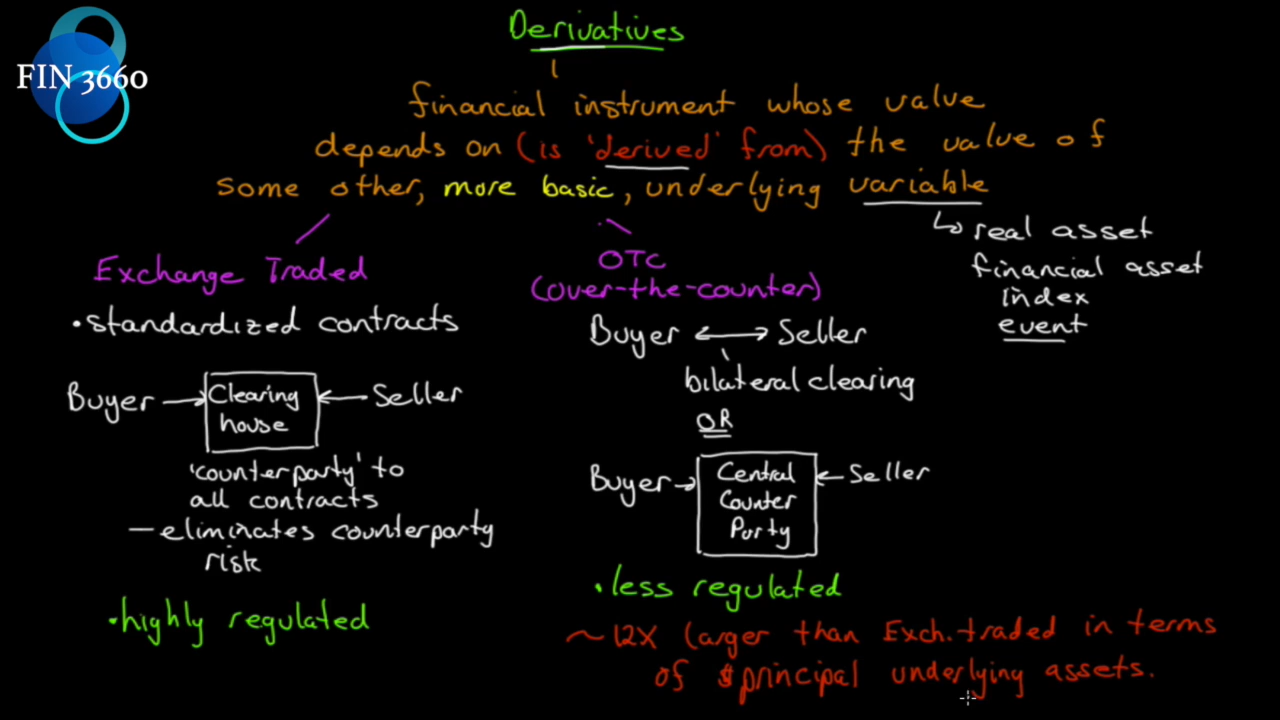 FIN 3660
Derivatives
financial instrument whose value
depends on (is 'derived' from) the value of
some other, more basic, underlying variable
real asset
financial asset
index
event
Exchange Traded
• standardized contracts
Buyer → Clearing house ← Seller
'counterparty' to
all contracts
— eliminates counterparty
risk
• highly regulated
OTC
(over-the-counter)
Buyer ↔ Seller
bilateral clearing
OR
Buyer → Central Counter Party ← Seller
• less regulated
~ 12X larger than Exch. traded in terms
of $principal underlying assets.